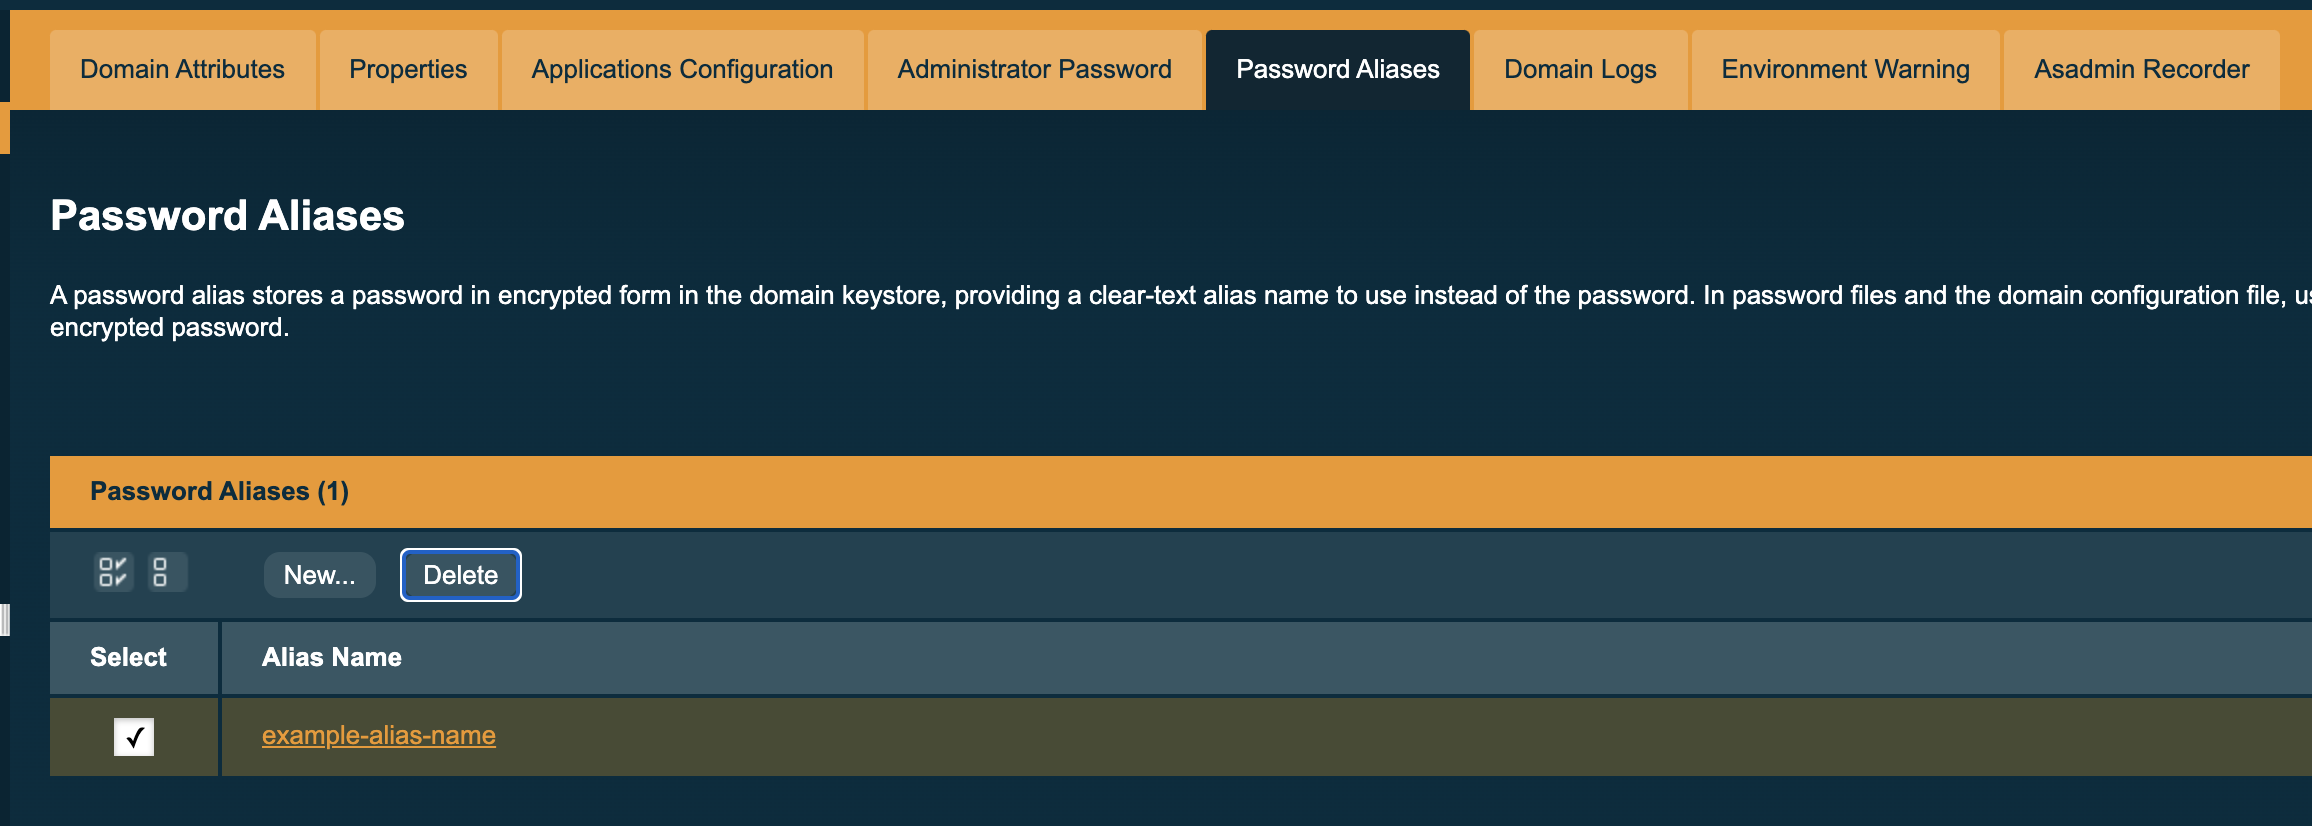 Domain Attributes
Properties
Applications Configuration
Administrator Password
Password Aliases
Domain Logs
Environment Warning
Asadmin Recorder
Password Aliases
A password alias stores a password in encrypted form in the domain keystore, providing a clear-text alias name to use instead of the password. In password files and the domain configuration file,
encrypted password.
Password Aliases (1)
New...
Delete
Select
Alias Name
example-alias-name